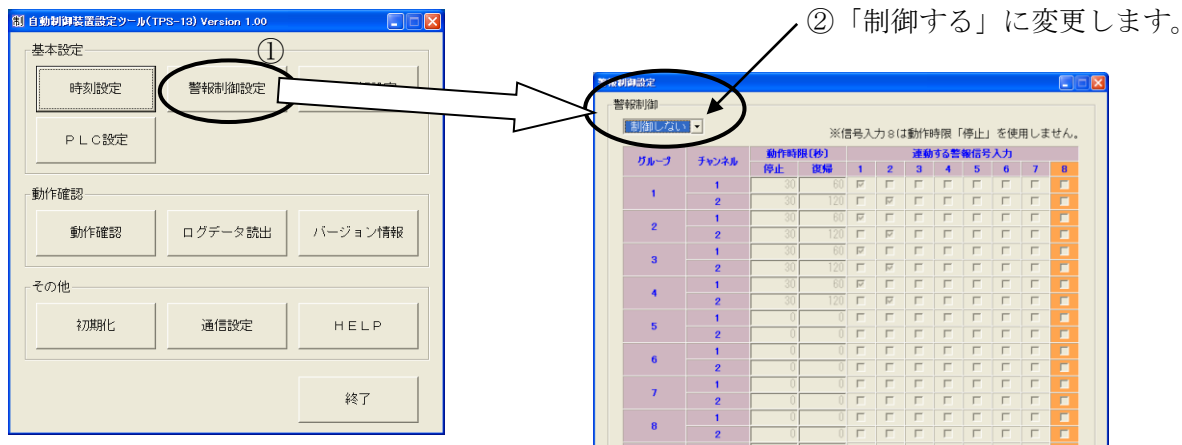 ②「制御する」に変更します。
自動制御装置設定ツール(TPS-13) Version 1.00
基本設定
①
時刻設定 警報制御設定
PLC設定
動作確認
動作確認 ログデータ読出 バージョン情報
その他
初期化 通信設定 HELP
終了
警報制御設定
警報制御
制御しない
※信号入力8は動作時限「停止」を使用しません。
グループ チャンネル 動作時限(秒) 連動する警報信号入力
停止 復帰 1 2 3 4 5 6 7 8
1 1 30 60
2 30 120
2 1 30 60
2 30 120
3 1 30 60
2 30 120
4 1 30 60
2 30 120
5 1 0 0
2 0 0
6 1 0 0
2 0 0
7 1 0 0
2 0 0
8 1 0 0
2 0 0